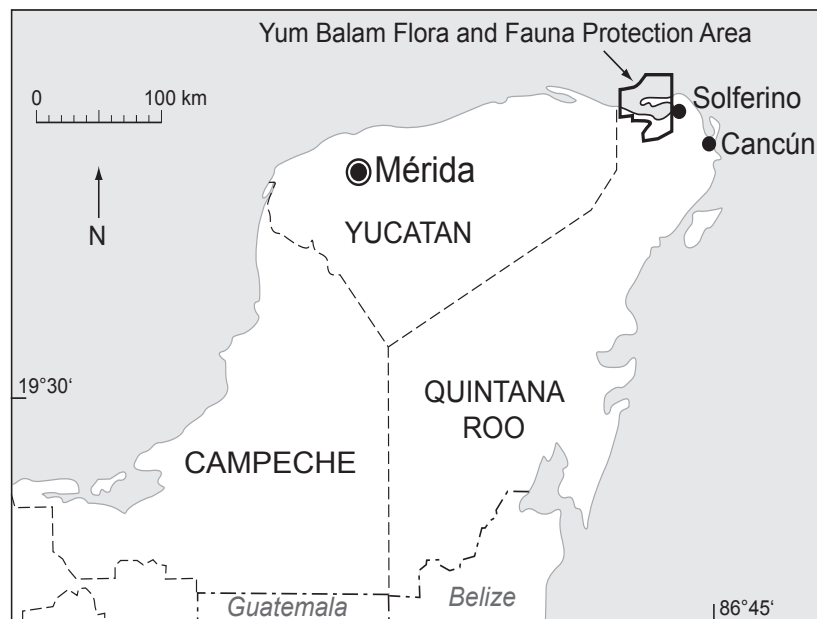 Yum Balam Flora and Fauna Protection Area
0 100 km
Solferino
Cancún
Mérida
N
YUCATAN
19°30‘
QUINTANA
ROO
CAMPECHE
Guatemala
Belize
86°45‘